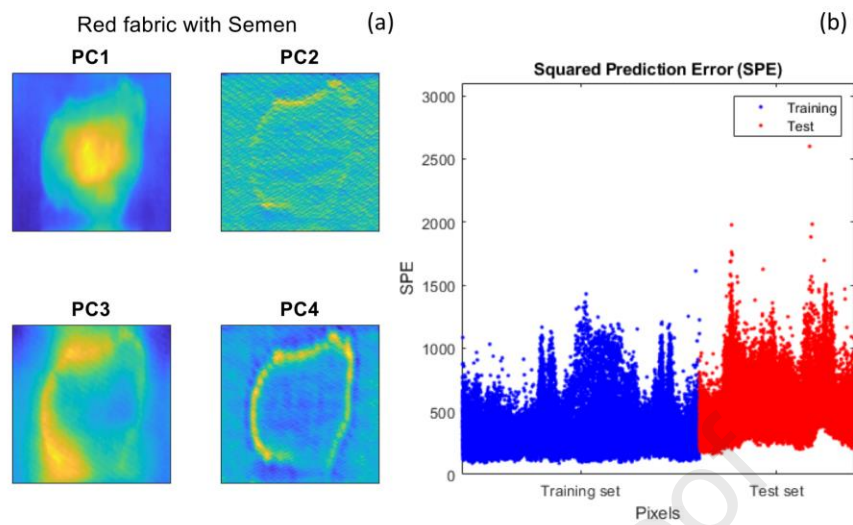 Red fabric with Semen
(a)
PC1
PC2
PC3
PC4
(b)
Squared Prediction Error (SPE)
3000
2500
2000
1500
1000
500
0
SPE
Training
Test
Training set
Test set
Pixels